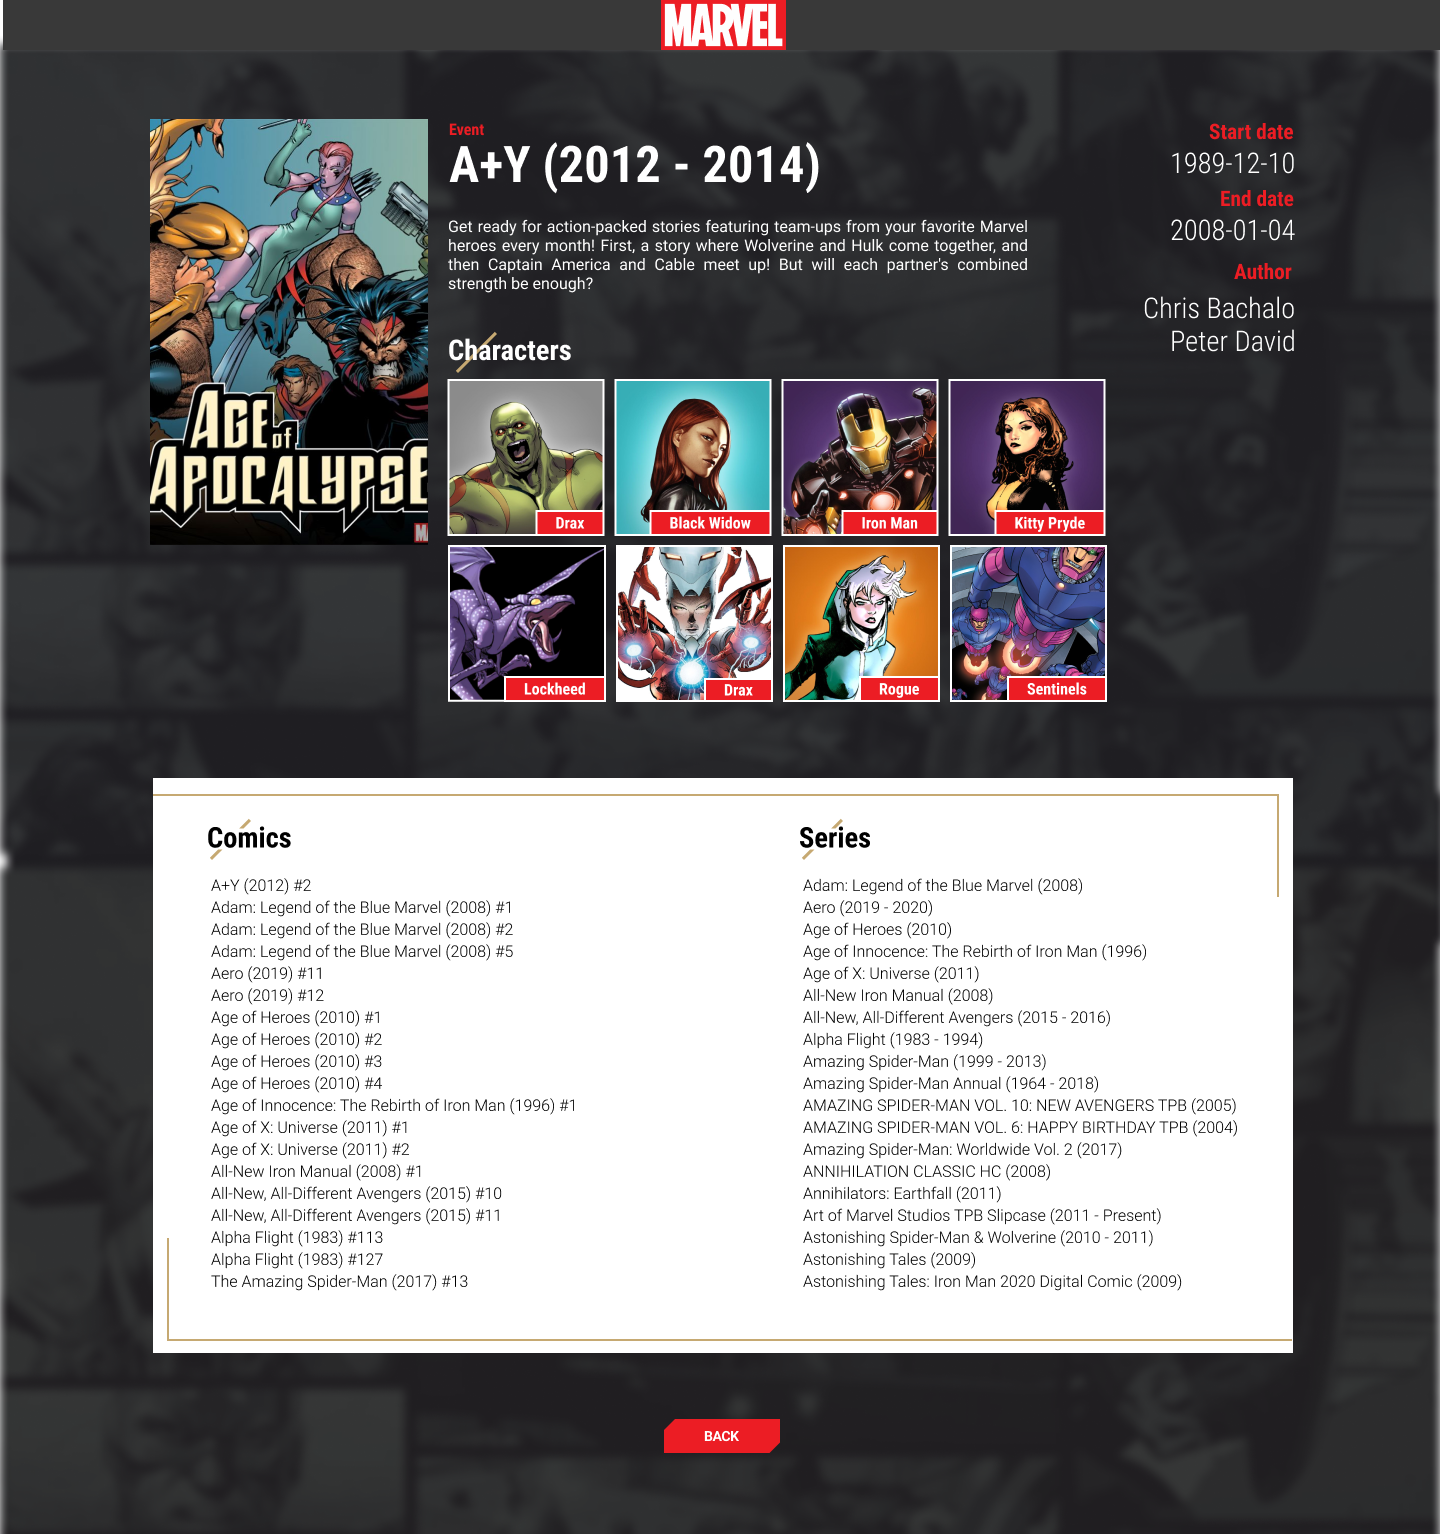 MARVEL
AGE of
APOCALYPSE
M
Event
A+Y (2012 - 2014)
Get ready for action-packed stories featuring team-ups from your favorite Marvel
heroes every month! First, a story where Wolverine and Hulk come together, and
then Captain America and Cable meet up! But will each partner's combined
strength be enough?
Start date
1989-12-10
End date
2008-01-04
Author
Chris Bachalo
Peter David
Characters
Drax
Black Widow
Iron Man
Kitty Pryde
Lockheed
Drax
Rogue
Sentinels
Comics
A+Y (2012) #2
Adam: Legend of the Blue Marvel (2008) #1
Adam: Legend of the Blue Marvel (2008) #2
Adam: Legend of the Blue Marvel (2008) #5
Aero (2019) #11
Aero (2019) #12
Age of Heroes (2010) #1
Age of Heroes (2010) #2
Age of Heroes (2010) #3
Age of Heroes (2010) #4
Age of Innocence: The Rebirth of Iron Man (1996) #1
Age of X: Universe (2011) #1
Age of X: Universe (2011) #2
All-New Iron Manual (2008) #1
All-New, All-Different Avengers (2015) #10
All-New, All-Different Avengers (2015) #11
Alpha Flight (1983) #113
Alpha Flight (1983) #127
The Amazing Spider-Man (2017) #13
Series
Adam: Legend of the Blue Marvel (2008)
Aero (2019 - 2020)
Age of Heroes (2010)
Age of Innocence: The Rebirth of Iron Man (1996)
Age of X: Universe (2011)
All-New Iron Manual (2008)
All-New, All-Different Avengers (2015 - 2016)
Alpha Flight (1983 - 1994)
Amazing Spider-Man (1999 - 2013)
Amazing Spider-Man Annual (1964 - 2018)
AMAZING SPIDER-MAN VOL. 10: NEW AVENGERS TPB (2005)
AMAZING SPIDER-MAN VOL. 6: HAPPY BIRTHDAY TPB (2004)
Amazing Spider-Man: Worldwide Vol. 2 (2017)
ANNIHILATION CLASSIC HC (2008)
Annihilators: Earthfall (2011)
Art of Marvel Studios TPB Slipcase (2011 - Present)
Astonishing Spider-Man & Wolverine (2010 - 2011)
Astonishing Tales (2009)
Astonishing Tales: Iron Man 2020 Digital Comic (2009)
BACK